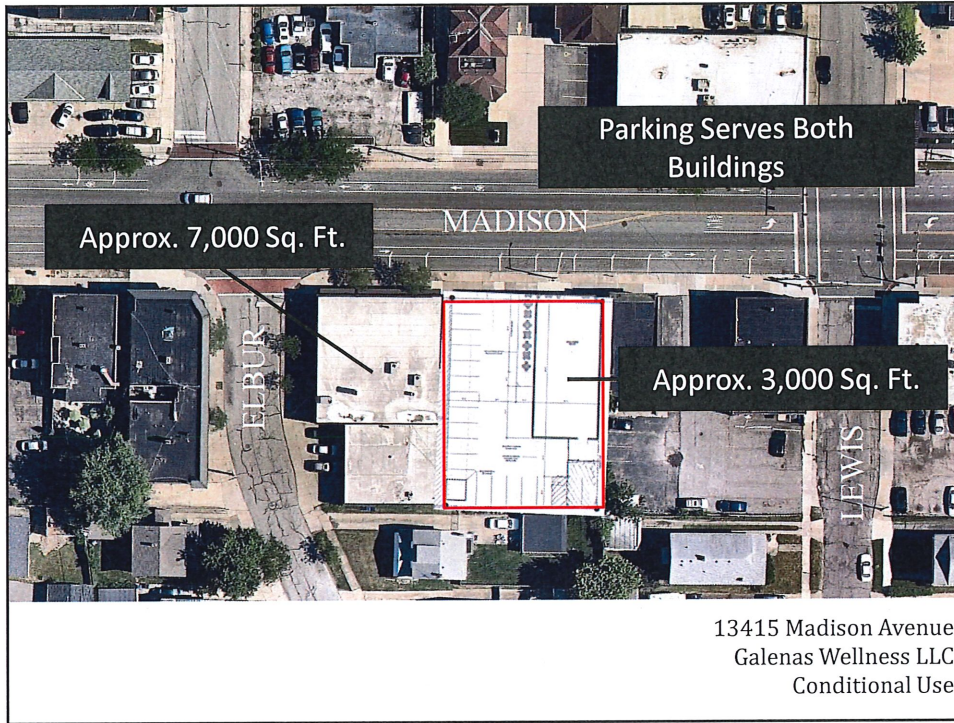 Parking Serves Both
Buildings
MADISON
Approx. 7,000 Sq. Ft.
ELBUR
Approx. 3,000 Sq. Ft.
LEWIS
13415 Madison Avenue
Galenas Wellness LLC
Conditional Use